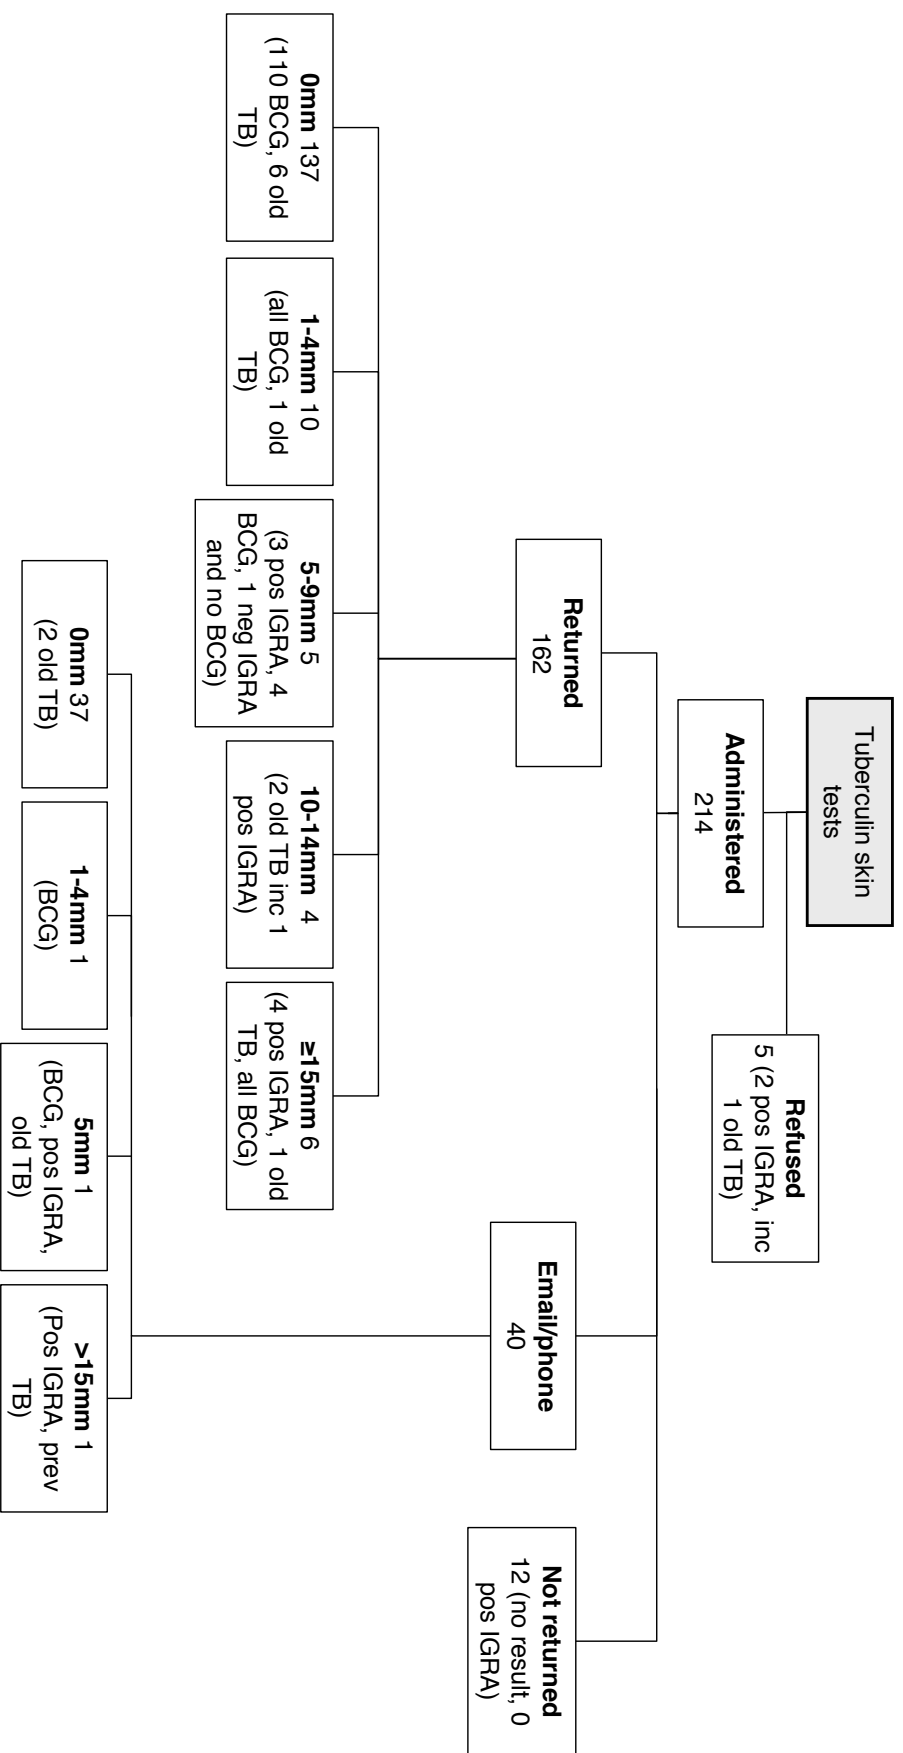 Tuberculin skin
tests
Refused
5 (2 pos IGRA, inc
1 old TB)
Administered
214
Returned
162
Email/phone
40
Not returned
12 (no result, 0
pos IGRA)
0mm 137
(110 BCG, 6 old
TB)
1-4mm 10
(all BCG, 1 old
TB)
5-9mm 5
(3 pos IGRA, 4
BCG, 1 neg IGRA
and no BCG)
10-14mm 4
(2 old TB inc 1
pos IGRA)
≥15mm 6
(4 pos IGRA, 1 old
TB, all BCG)
0mm 37
(2 old TB)
1-4mm 1
(BCG)
5mm 1
(BCG, pos IGRA,
old TB)
>15mm 1
(Pos IGRA, prev
TB)